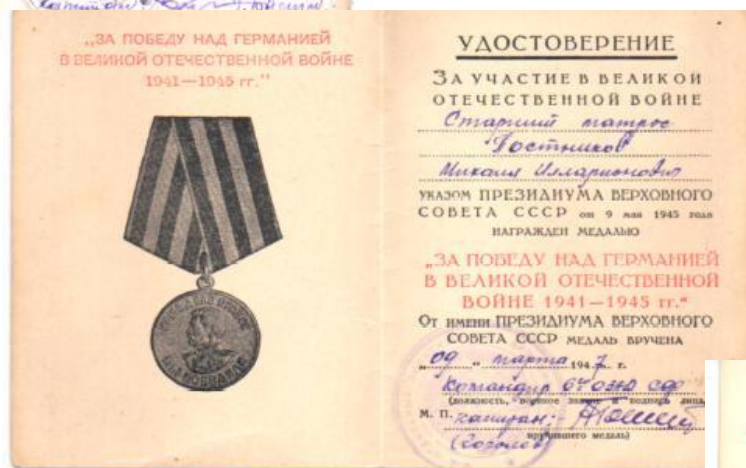 „ЗА ПОБЕДУ НАД ГЕРМАНИЕЙ
В ВЕЛИКОЙ ОТЕЧЕСТВЕННОЙ ВОЙНЕ
1941—1945 гг."
УДОСТОВЕРЕНИЕ
ЗА УЧАСТИЕ В ВЕЛИКОЙ
ОТЕЧЕСТВЕННОЙ ВОЙНЕ
Старший матрос
Постников
Михаил Илларионович
УКАЗОМ ПРЕЗИДИУМА ВЕРХОВНОГО
СОВЕТА СССР от 9 мая 1945 года
НАГРАЖДЕН МЕДАЛЬЮ
„ЗА ПОБЕДУ НАД ГЕРМАНИЕЙ
В ВЕЛИКОЙ ОТЕЧЕСТВЕННОЙ
ВОЙНЕ 1941—1945 гг."
ОТ ИМЕНИ ПРЕЗИДИУМА ВЕРХОВНОГО
СОВЕТА СССР МЕДАЛЬ ВРУЧЕНА
„09" марта 1947 г.
Командир
(должность, воинское звание и подпись лица,
М. П. капитан
вручившего медаль)